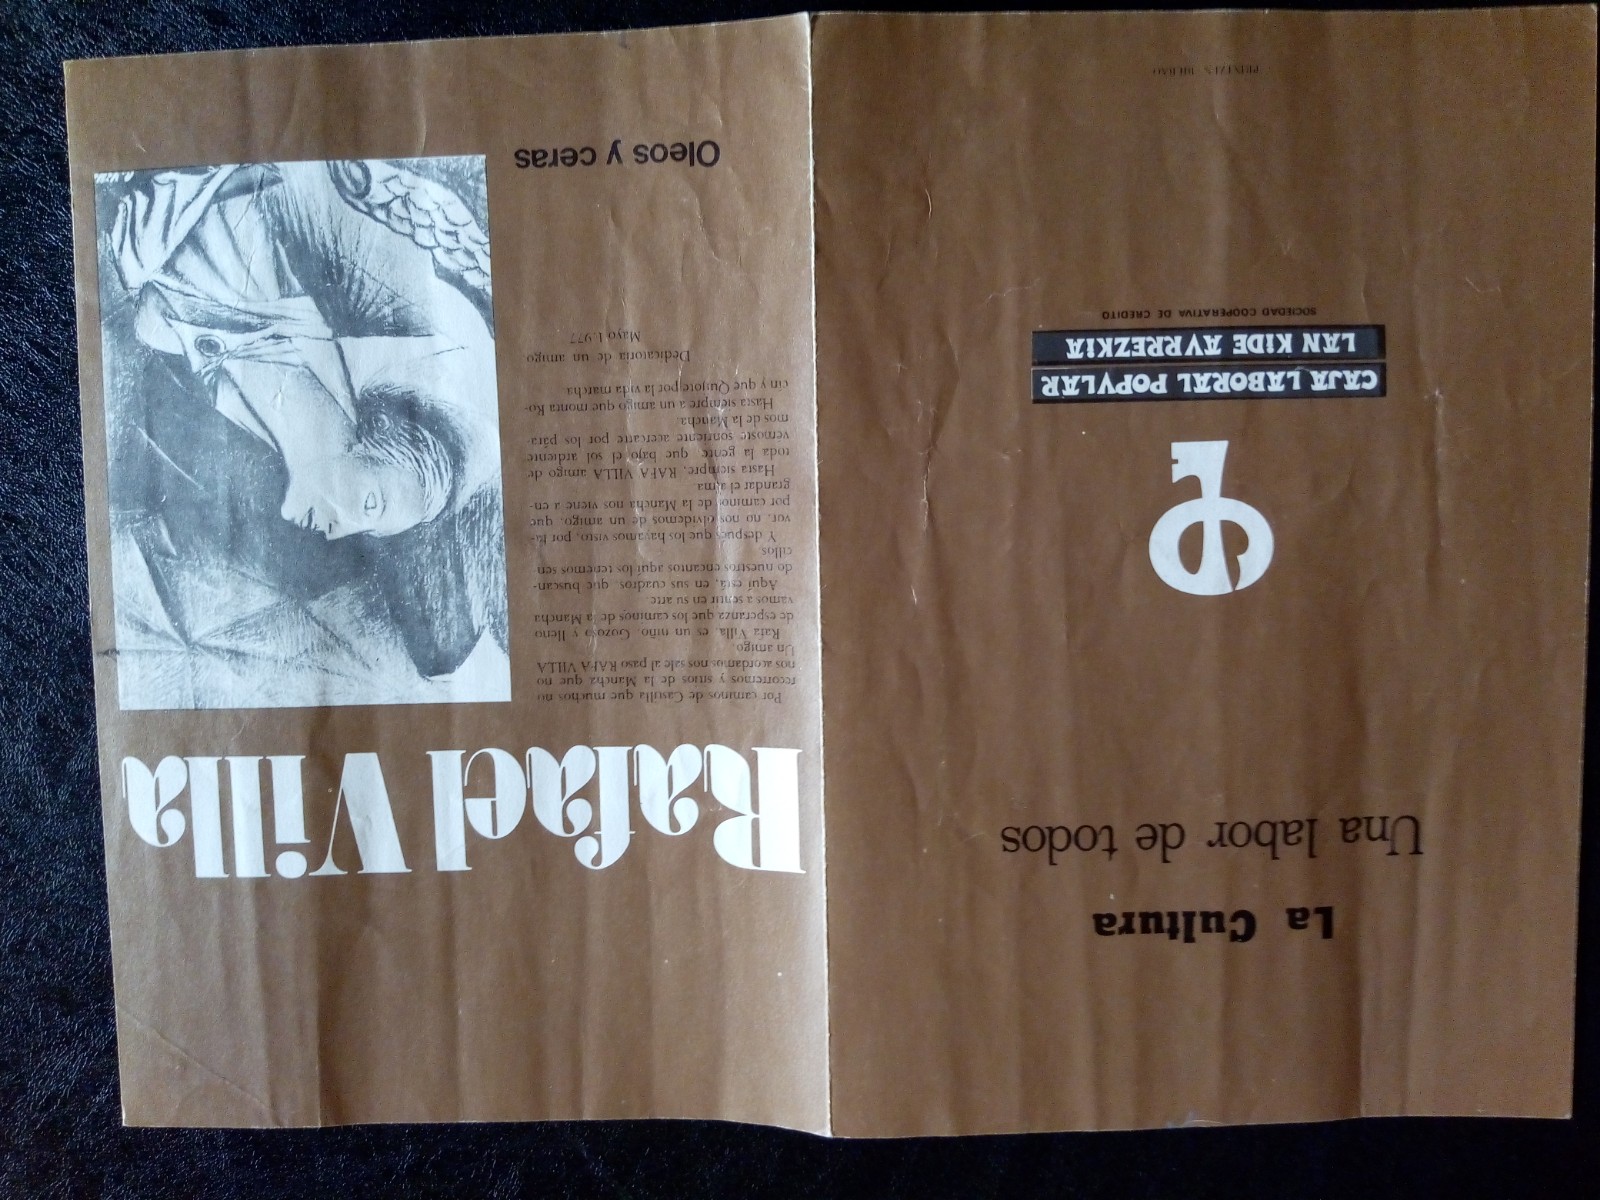 La Cultura
Una labor de todos
CAJA LABORAL POPULAR
LAN KIDE AURREZKIA
SOCIEDAD COOPERATIVA DE CREDITO
PRINTZEN. BILBAO
Rafael Villa
Por caminos de Castilla que muchos no
recorremos y sitios de la Mancha que no
nos acordamos nos sale al paso RAFA VILLA
Un amigo.
Rafa Villa, es un niño. Gozoso y lleno
de esperanza que los caminos de la Mancha
vamos a sentir en su arte.
Aquí está, en sus cuadros, que buscan-
do nuestros encantos aquí los tenemos sen-
cillos
Y después que los hayamos visto, por fa-
vor, no nos olvidemos de un amigo, que
por caminos de la Mancha nos viene a en-
grandar el alma.
Hasta siempre, RAFA VILLA amigo de
toda la gente que bajo el sol ardiente
vemoste sonriente acercarte por los pára-
mos de la Mancha.
Hasta siempre a un amigo que monta Ro-
cin y que Quijote por la vida marcha.
Dedicatoria de un amigo
Mayo 1.977
Oleos y ceras